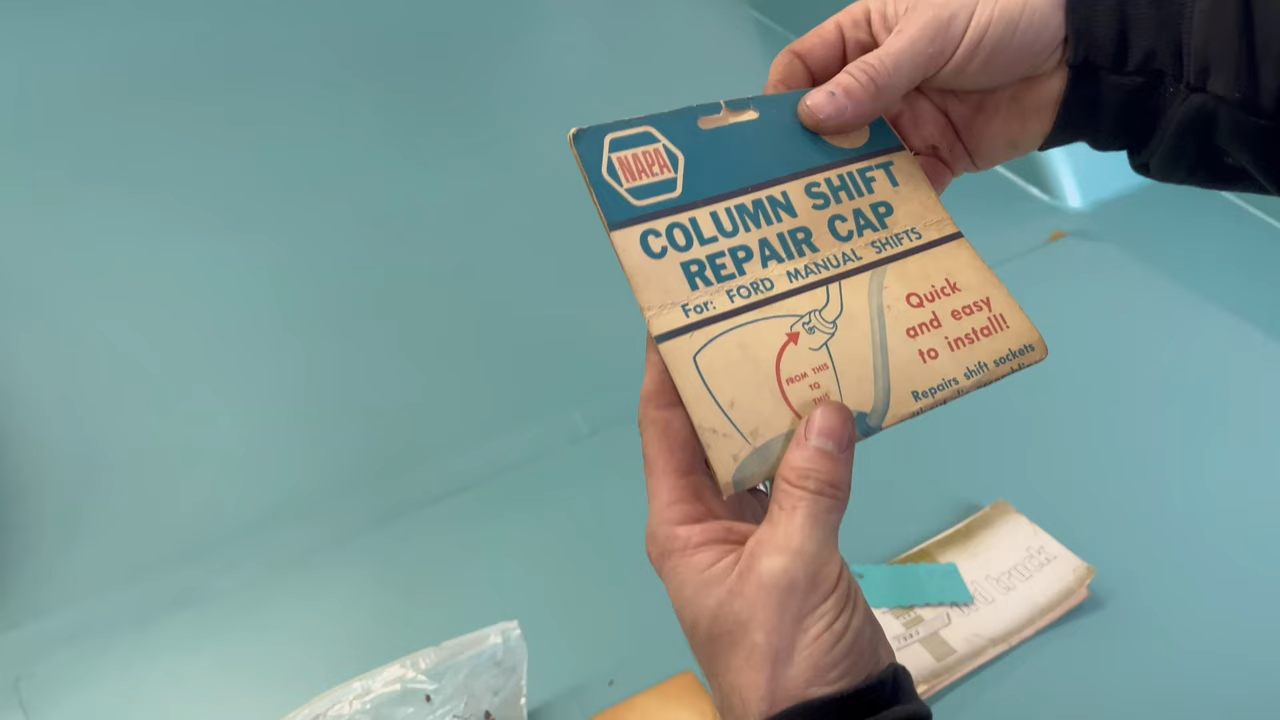 NAPA
COLUMN SHIFT
REPAIR CAP
For: FORD MANUAL SHIFTS
Quick
and easy
to install!
FROM THIS
TO
THIS
Repairs shift sockets
truck